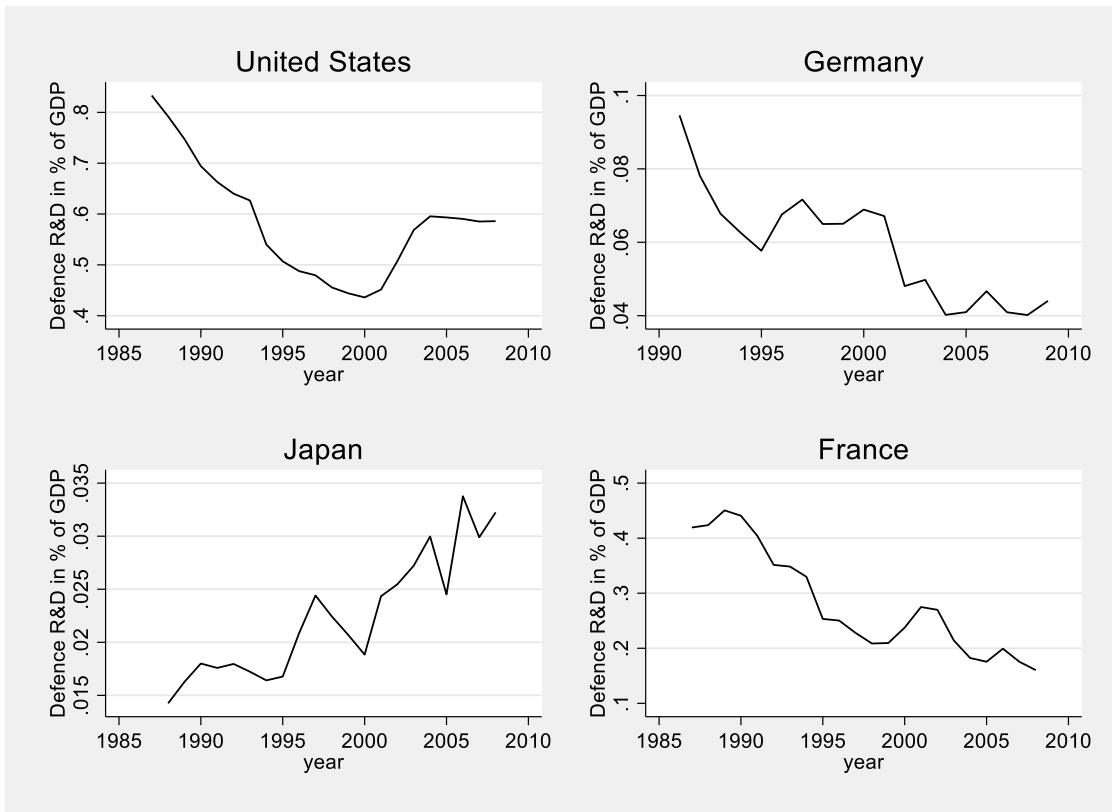 United States
Defence R&D in % of GDP
.8
.7
.6
.5
.4
1985 1990 1995 2000 2005 2010
year
Germany
Defence R&D in % of GDP
.1
.08
.06
.04
1990 1995 2000 2005 2010
year
Japan
Defence R&D in % of GDP
.035
.03
.025
.02
.015
1985 1990 1995 2000 2005 2010
year
France
Defence R&D in % of GDP
.5
.4
.3
.2
.1
1985 1990 1995 2000 2005 2010
year